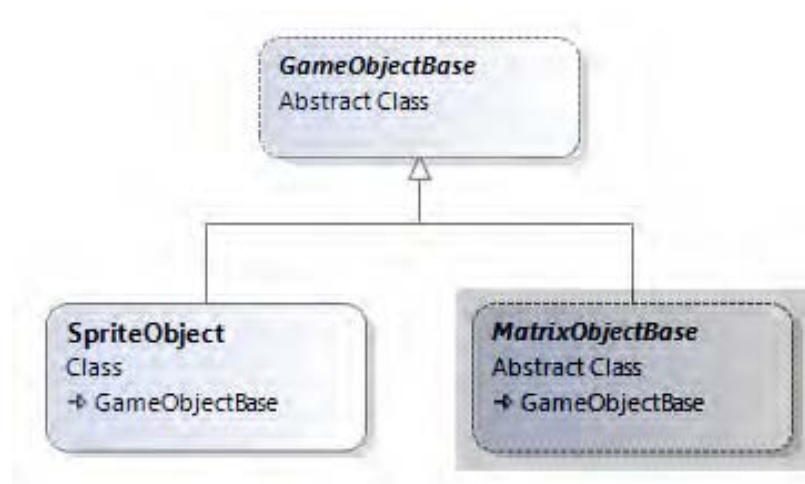 GameObjectBase
Abstract Class
SpriteObject
Class
GameObjectBase
MatrixObjectBase
Abstract Class
GameObjectBase